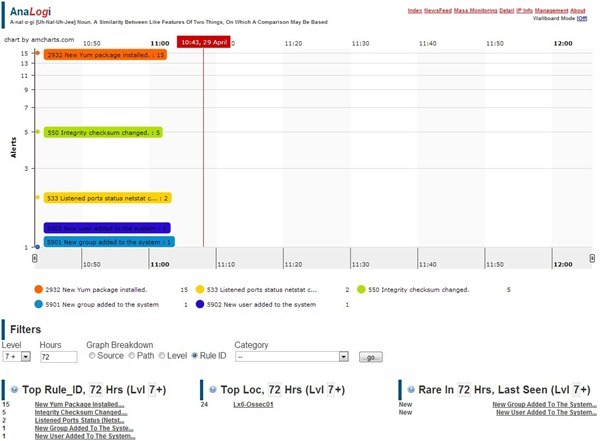 AnaLogi
A·nal·o·gi [Uh-Nal-Uh-Jee] Noun. A Similarity Between Like Features Of Two Things, On Which A Comparison May Be Based
Index NewsFeed Mass Monitoring Detail IP Info Management About
Wallboard Mode (Off)
chart by amcharts.com
10:50 11:00 10:43, 29 April 11:20 11:30 11:40 11:50 12:00
15 2932 New Yum package installed. : 15
13
11
9
7
5 550 Integrity checksum changed. : 5
3
533 Listened ports status netstat c... : 2
5902 New user added to the system : 1
1 5901 New group added to the system : 1
Alerts
10:50 11:00 11:10 11:20 11:30 11:40 11:50 12:00
2932 New Yum package installed. 15 533 Listened ports status netstat c... 2 550 Integrity checksum changed. 5
5901 New group added to the system 1 5902 New user added to the system 1
Filters
Level Hours Graph Breakdown Category
7 + 72 Source Path Level Rule ID -- go
Top Rule_ID, 72 Hrs (Lvl 7+)
15 New Yum Package Installed....
5 Integrity Checksum Changed....
2 Listened Ports Status (Netst...
1 New Group Added To The System...
1 New User Added To The System...
Top Loc, 72 Hrs (Lvl 7+)
24 Lx6-Ossec01
Rare In 72 Hrs, Last Seen (Lvl 7+)
New New Group Added To The System...
New New User Added To The System...